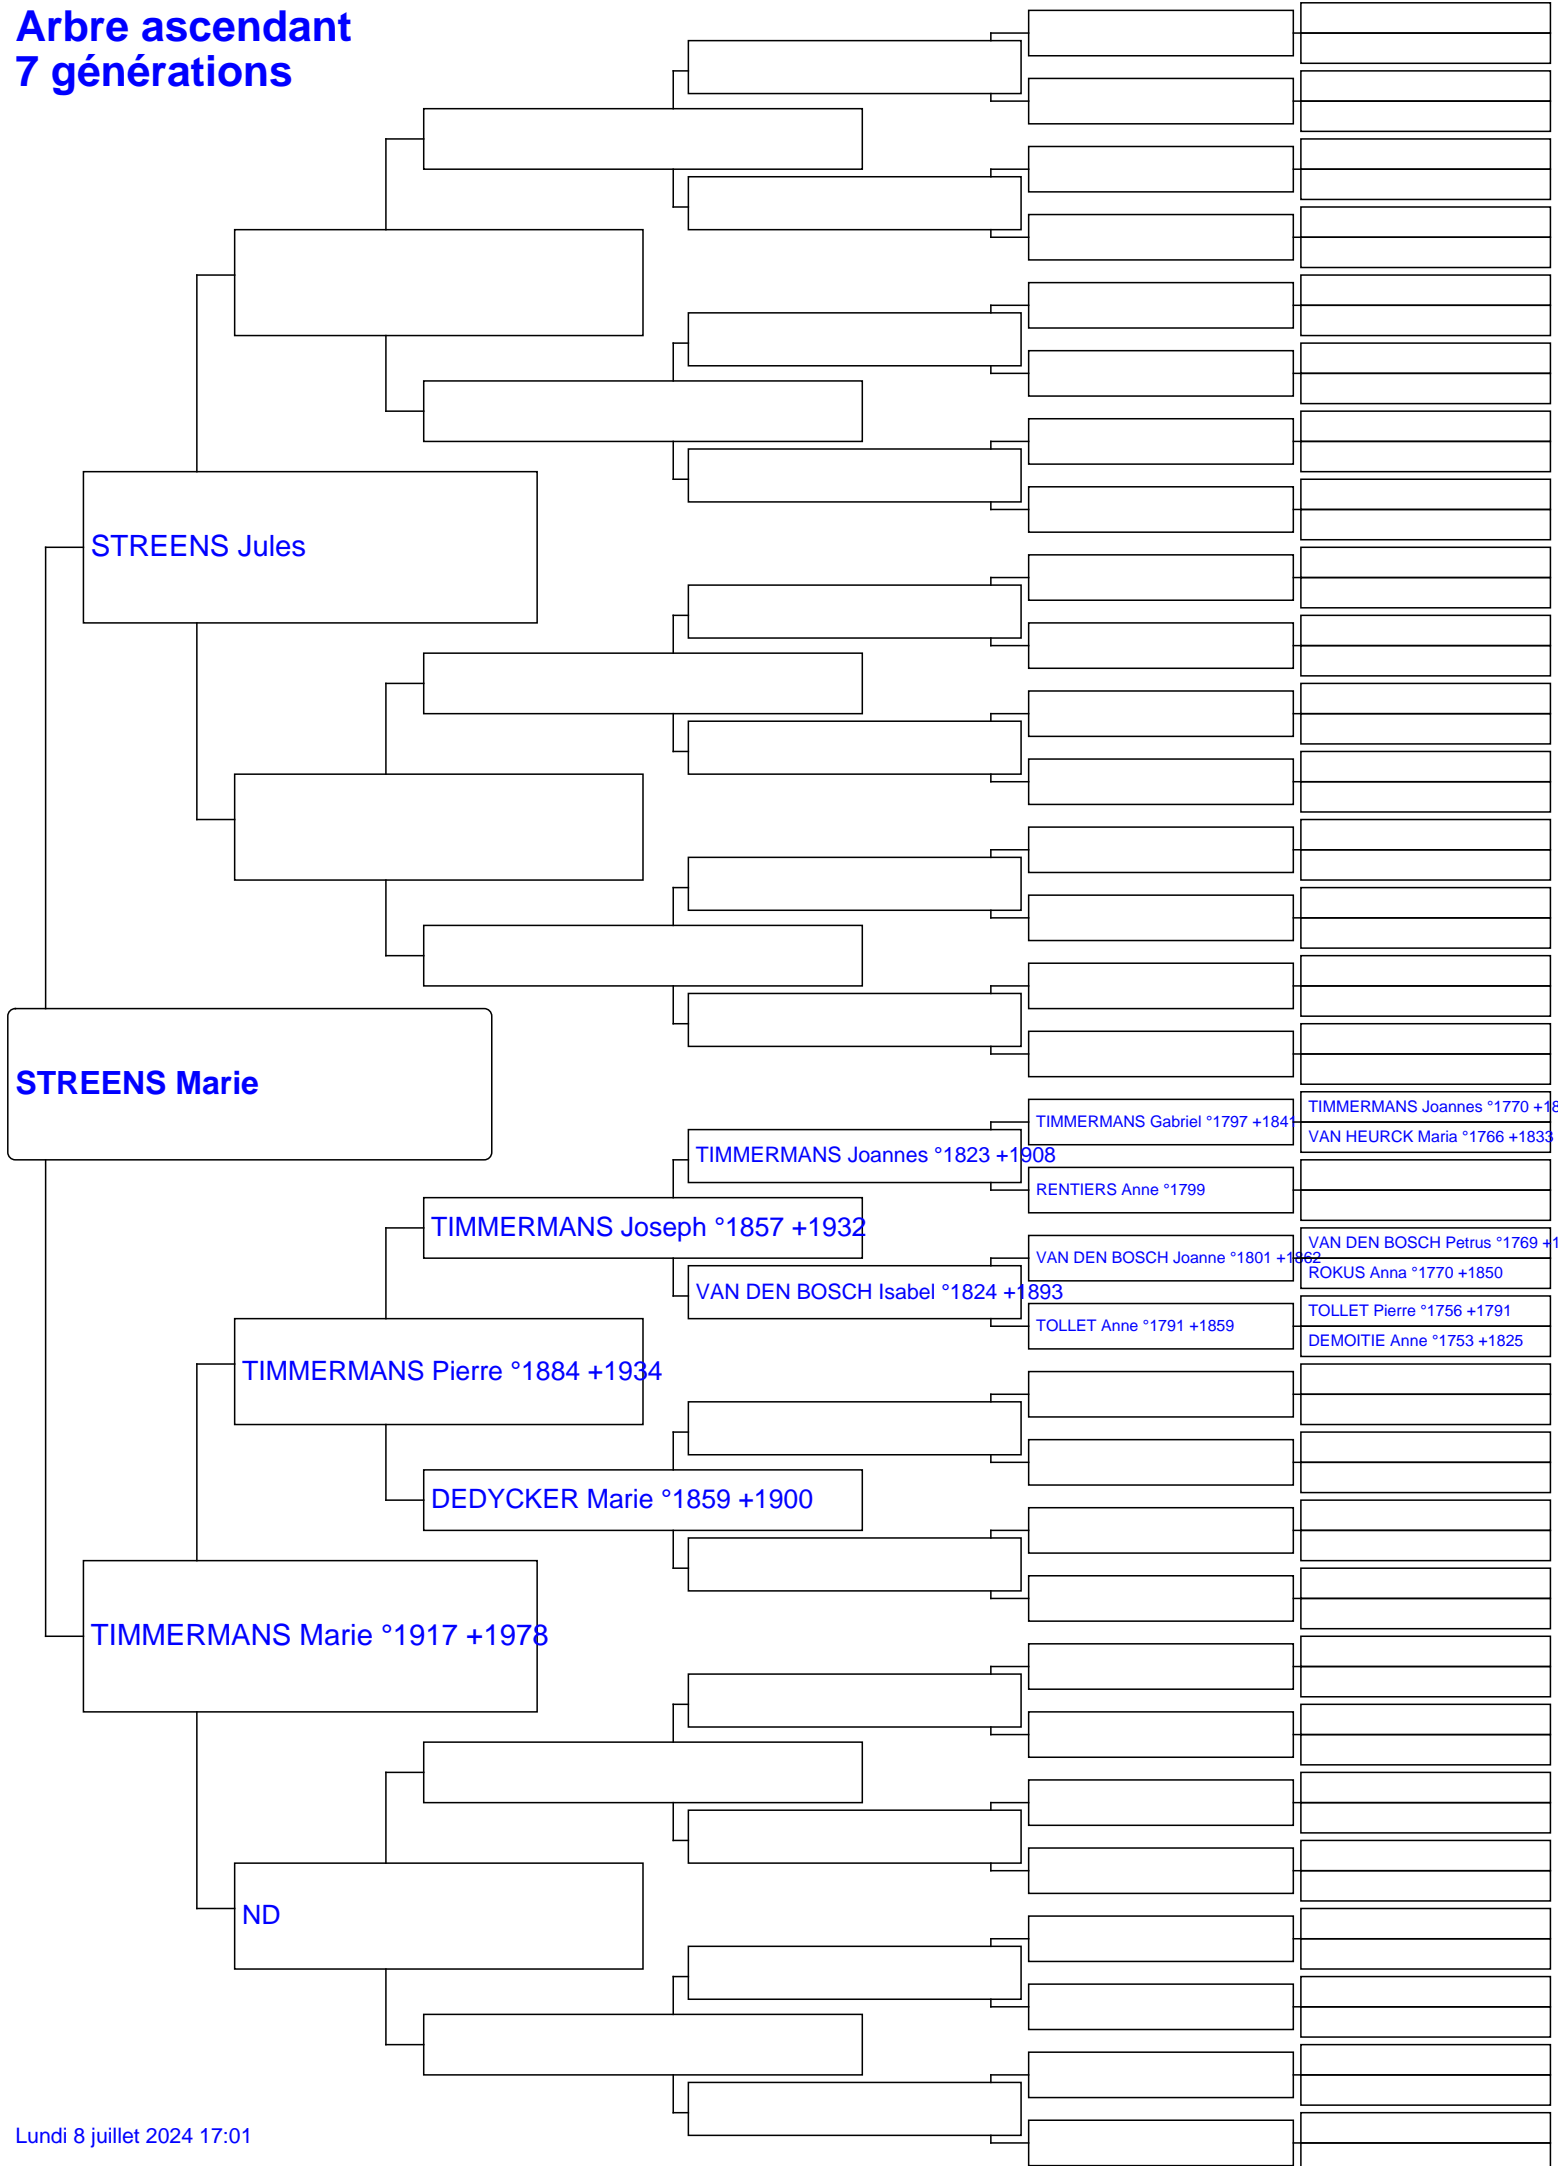 Arbre ascendant
7 générations
STREENS Jules
STREENS Marie
TIMMERMANS Gabriel °1797 +1841
TIMMERMANS Joannes °1770 +18
VAN HEURCK Maria °1766 +1833
TIMMERMANS Joannes °1823 +1908
RENTIERS Anne °1799
TIMMERMANS Joseph °1857 +1932
VAN DEN BOSCH Joanne °1801 +1862
VAN DEN BOSCH Petrus °1769 +1
ROKUS Anna °1770 +1850
VAN DEN BOSCH Isabel °1824 +1893
TOLLET Anne °1791 +1859
TOLLET Pierre °1756 +1791
DEMOITIE Anne °1753 +1825
TIMMERMANS Pierre °1884 +1934
DEDYCKER Marie °1859 +1900
TIMMERMANS Marie °1917 +1978
ND
Lundi 8 juillet 2024 17:01